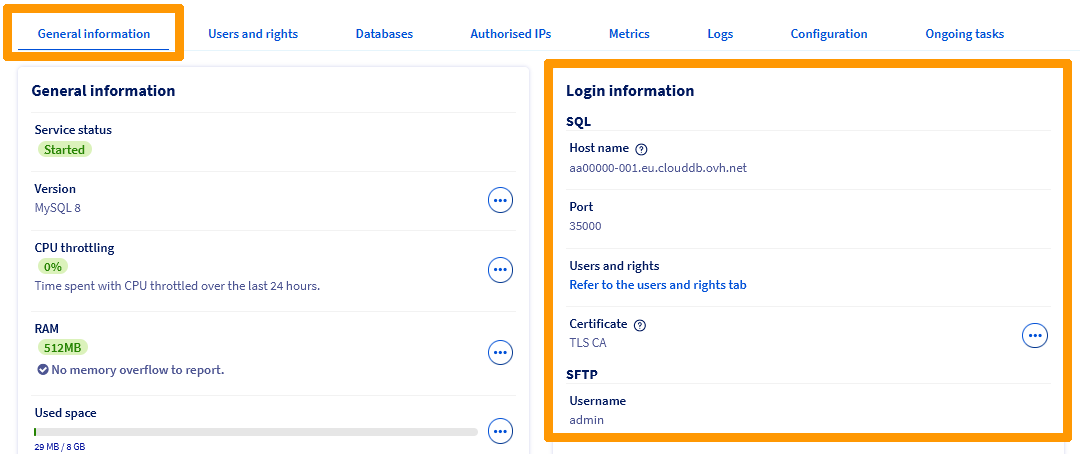 General information
Users and rights
Databases
Authorised IPs
Metrics
Logs
Configuration
Ongoing tasks
General information
Service status
Started
Version
MySQL 8
CPU throttling
0%
Time spent with CPU throttled over the last 24 hours.
RAM
512MB
No memory overflow to report.
Used space
29 MB / 8 GB
Login information
SQL
Host name
aa00000-001.eu.clouddb.ovh.net
Port
35000
Users and rights
Refer to the users and rights tab
Certificate
TLS CA
SFTP
Username
admin